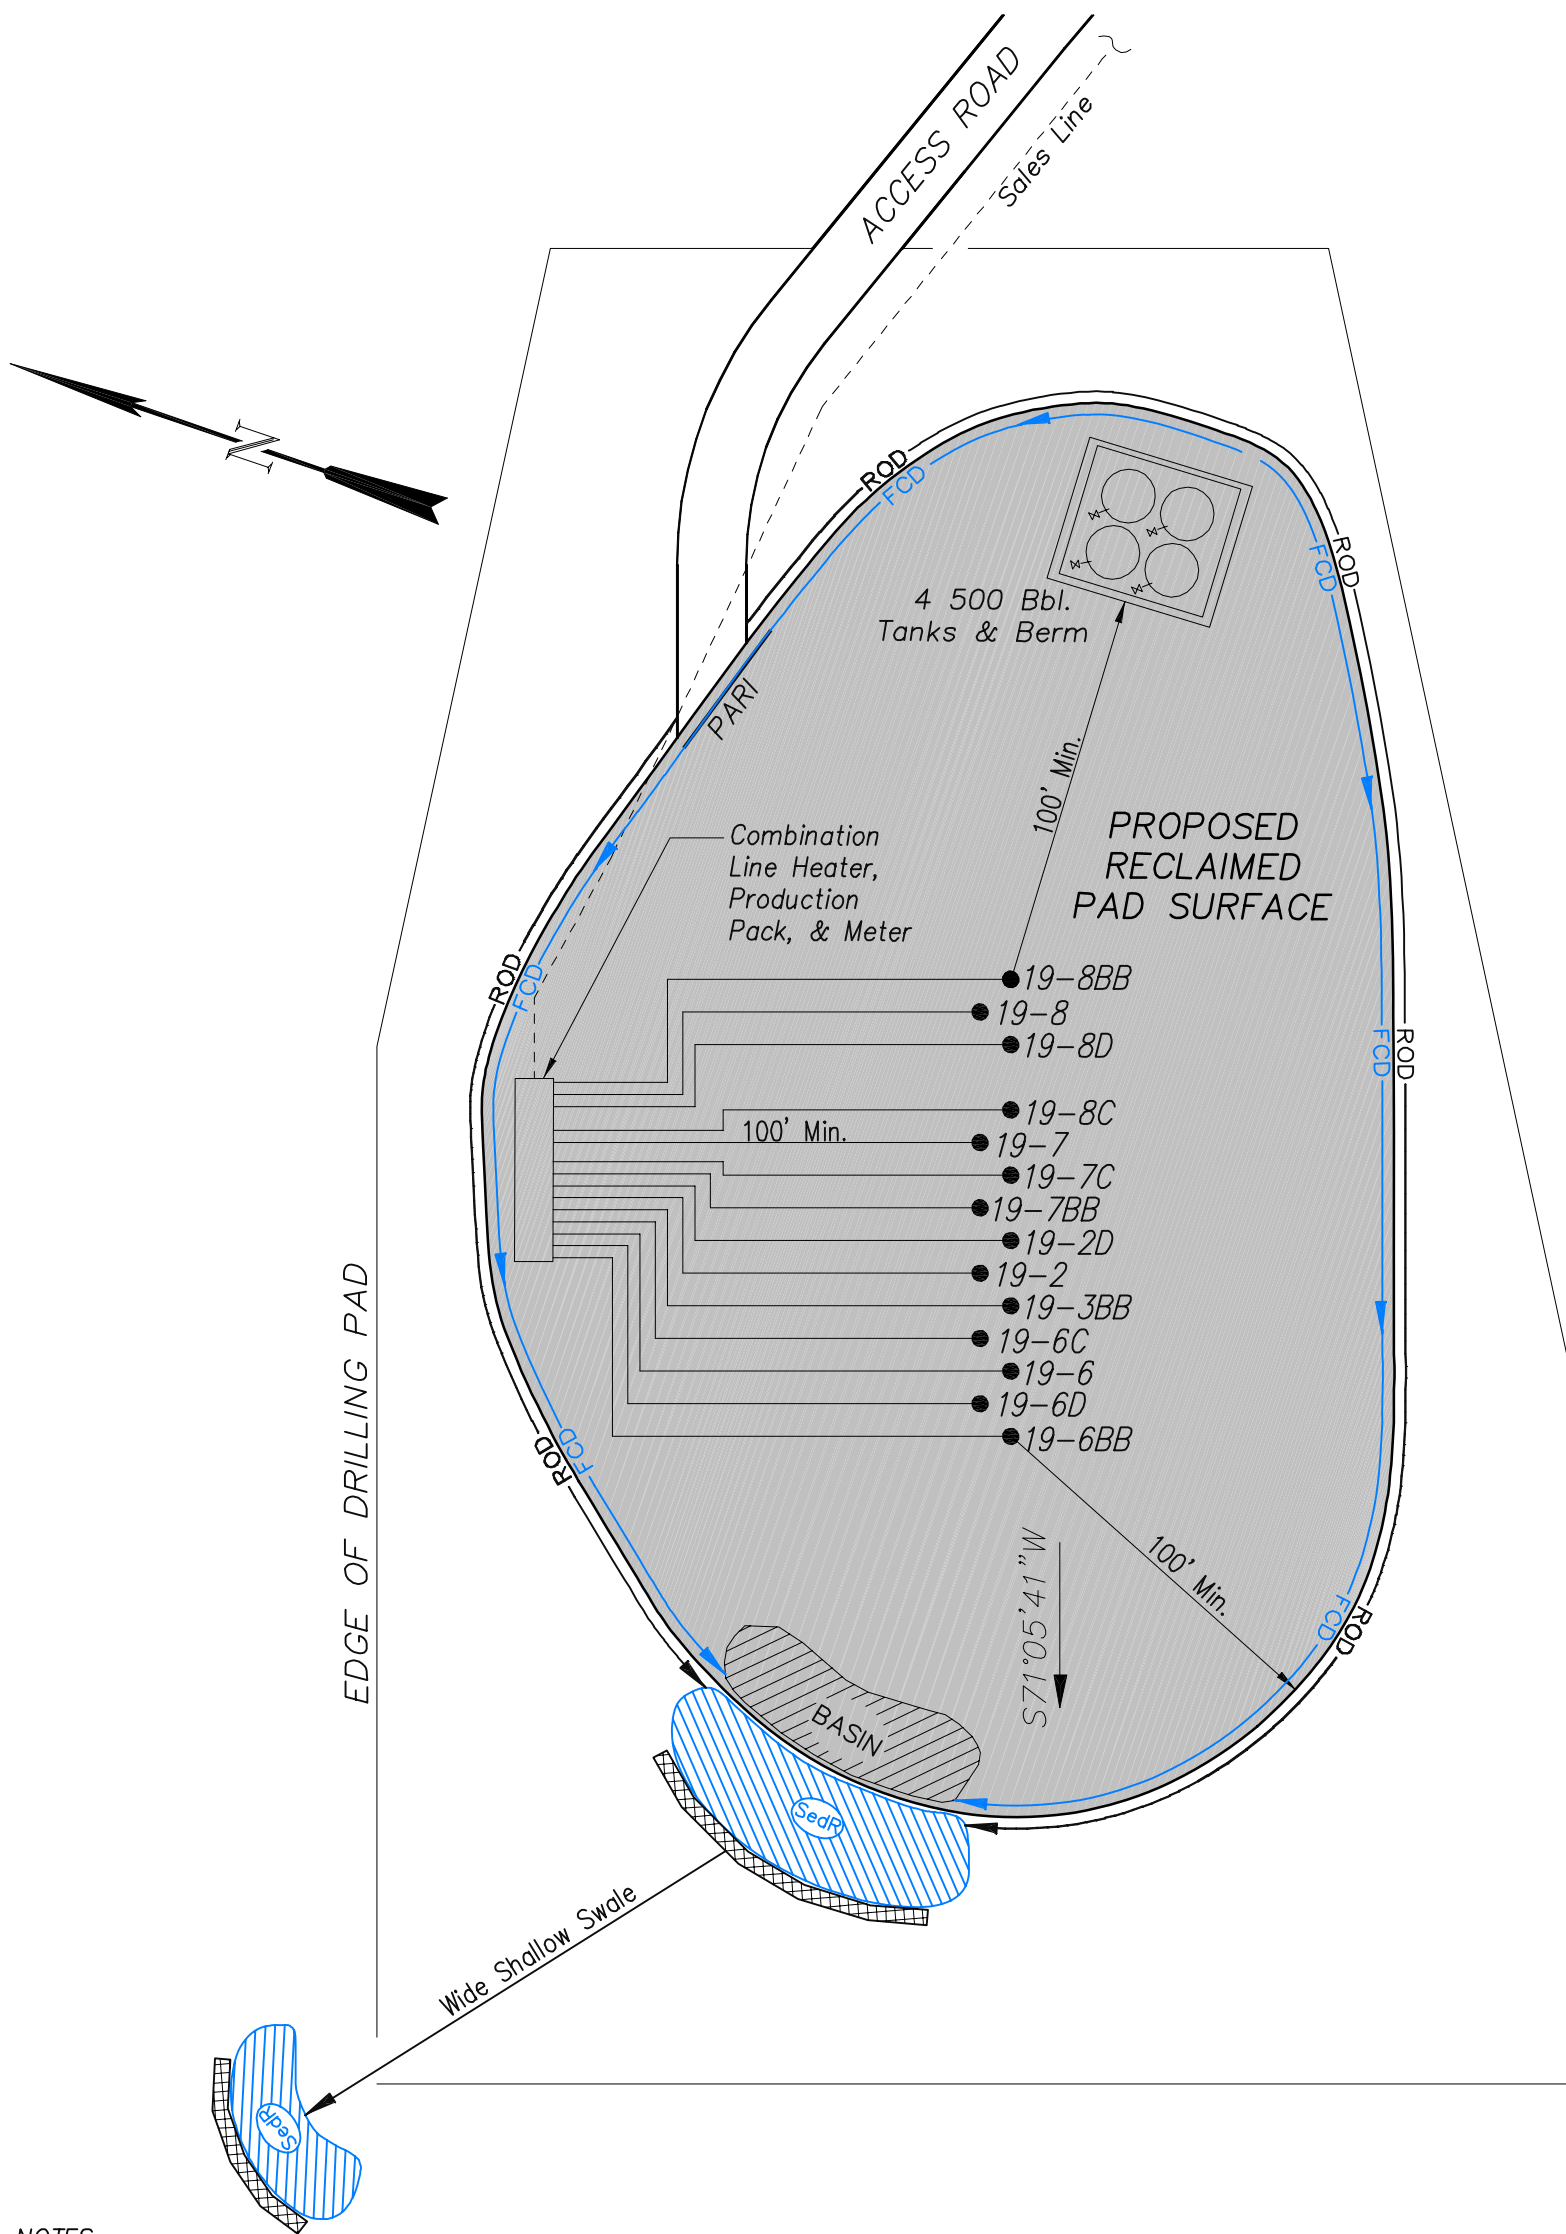 ACCESS ROAD
Sales Line
N
ROD
FCD
ROD
FCD
4 500 Bbl.
Tanks & Berm
PARI
100' Min.
PROPOSED
RECLAIMED
PAD SURFACE
Combination
Line Heater,
Production
Pack, & Meter
ROD
FCD
19-8BB
19-8
19-8D
ROD
FCD
19-8C
100' Min.
19-7
19-7C
19-7BB
19-2D
19-2
19-3BB
19-6C
19-6
19-6D
19-6BB
EDGE OF DRILLING PAD
ROD
FCD
S71°05'41"W
100' Min.
FCD
ROD
BASIN
SedR
Wide Shallow Swale
SedR
NOTES